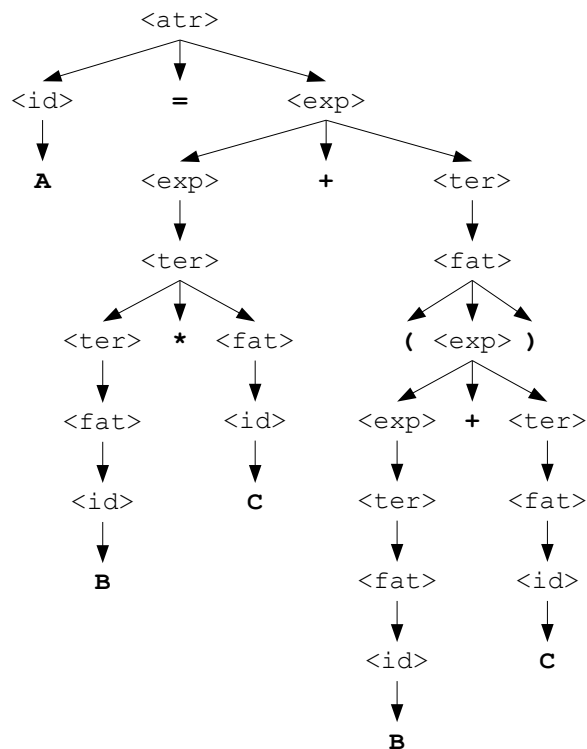 <atr>
<id> = <exp>
A <exp> + <ter>
<ter> <fat>
<ter> * <fat> ( <exp> )
<fat> <id> <exp> + <ter>
<id> C <ter> <fat>
B <fat> <id>
<id> C
B